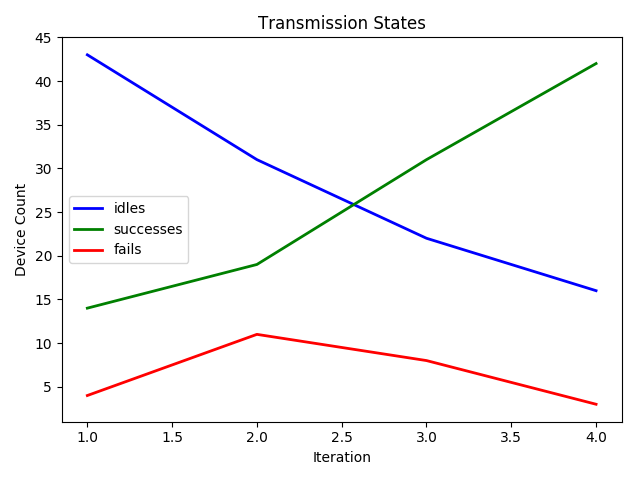 Transmission States
45
40
35
30
25
20
15
10
5
Device Count
idles
successes
fails
1.0 1.5 2.0 2.5 3.0 3.5 4.0
Iteration